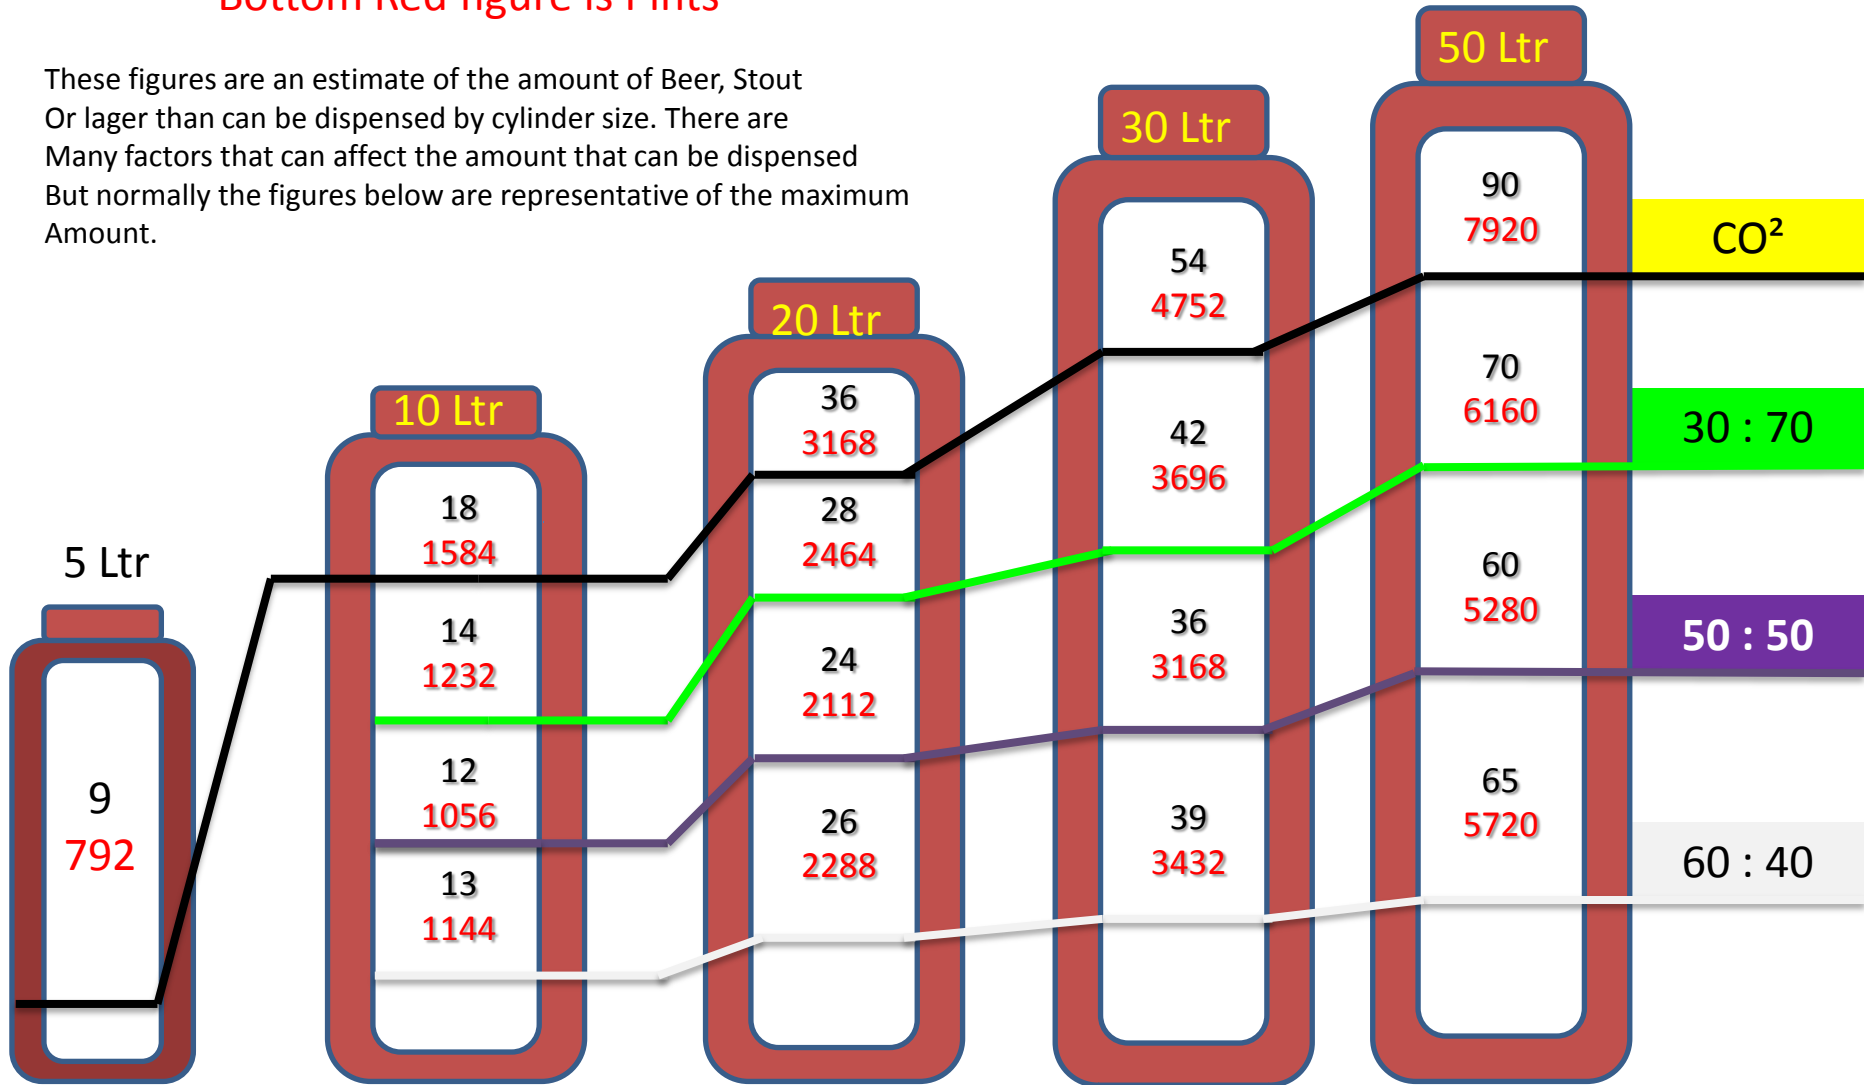 Bottom Red figure is Pints
These figures are an estimate of the amount of Beer, Stout
Or lager than can be dispensed by cylinder size. There are
Many factors that can affect the amount that can be dispensed
But normally the figures below are representative of the maximum
Amount.
5 Ltr
9
792
10 Ltr
18
1584
14
1232
12
1056
13
1144
20 Ltr
36
3168
28
2464
24
2112
26
2288
30 Ltr
54
4752
42
3696
36
3168
39
3432
50 Ltr
90
7920
70
6160
60
5280
65
5720
CO²
30 : 70
50 : 50
60 : 40